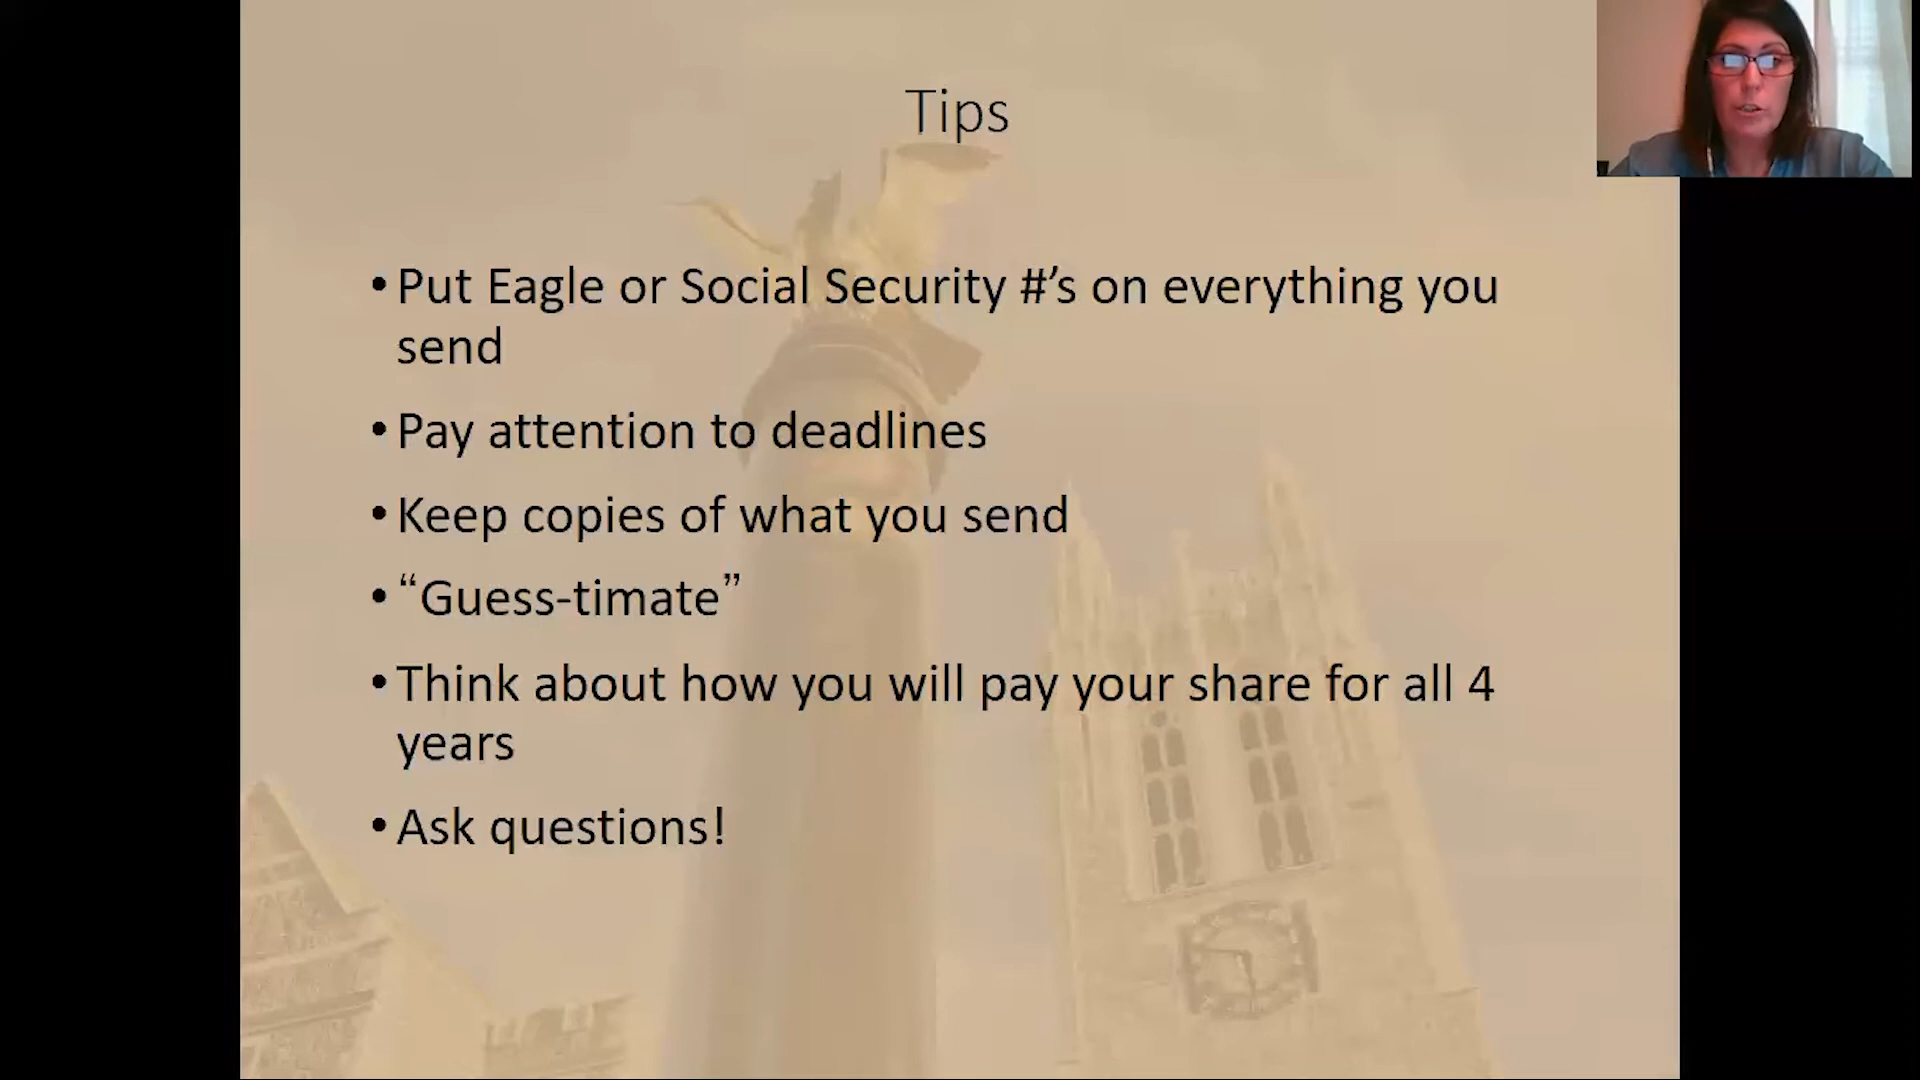 Tips
•Put Eagle or Social Security #’s on everything you
send
•Pay attention to deadlines
•Keep copies of what you send
•“Guess-timate”
•Think about how you will pay your share for all 4
years
•Ask questions!